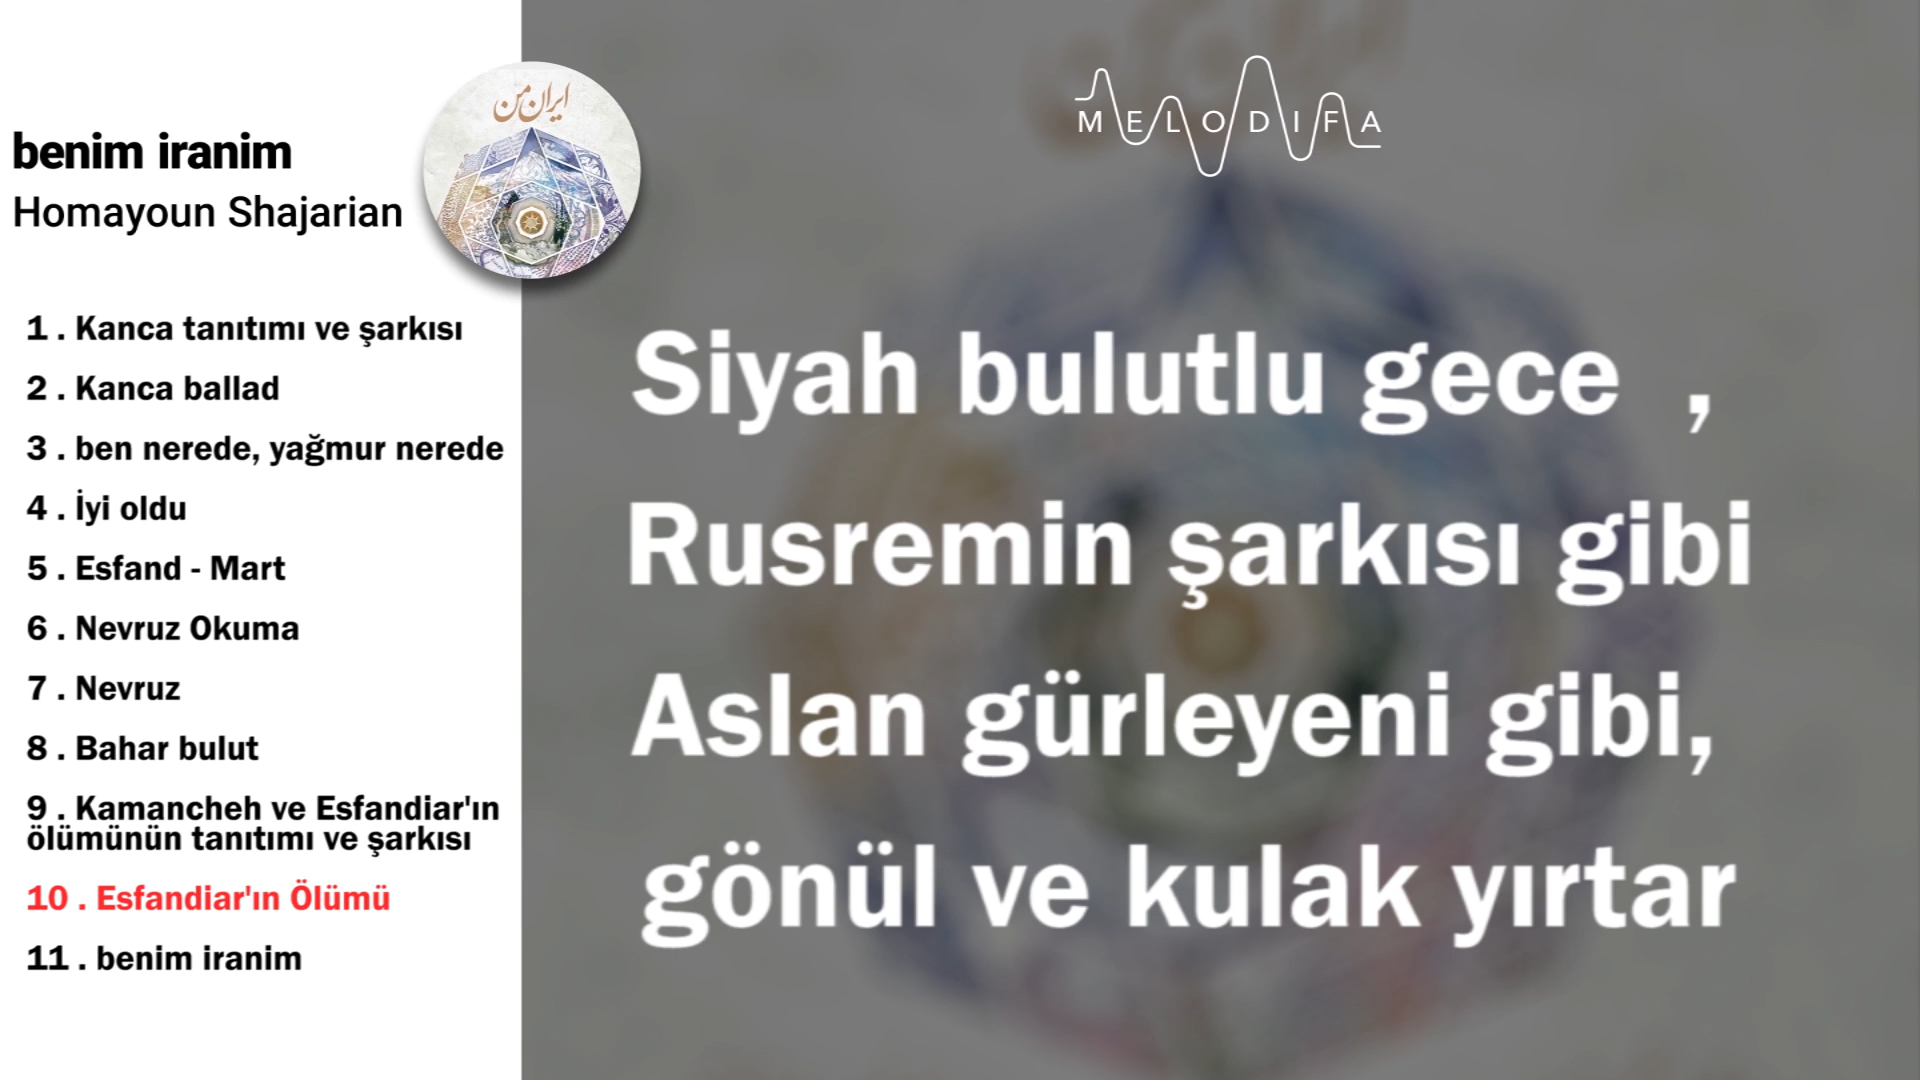 benim iranim
Homayoun Shajarian
ایران من
1 . Kanca tanıtımı ve şarkısı
2 . Kanca ballad
3 . ben nerede, yağmur nerede
4 . İyi oldu
5 . Esfand - Mart
6 . Nevruz Okuma
7 . Nevruz
8 . Bahar bulut
9 . Kamancheh ve Esfandiar'ın
ölümünün tanıtımı ve şarkısı
10 . Esfandiar'ın Ölümü
11 . benim iranim
MELODIFA
Siyah bulutlu gece ,
Rusremin şarkısı gibi
Aslan gürleyeni gibi,
gönül ve kulak yırtar